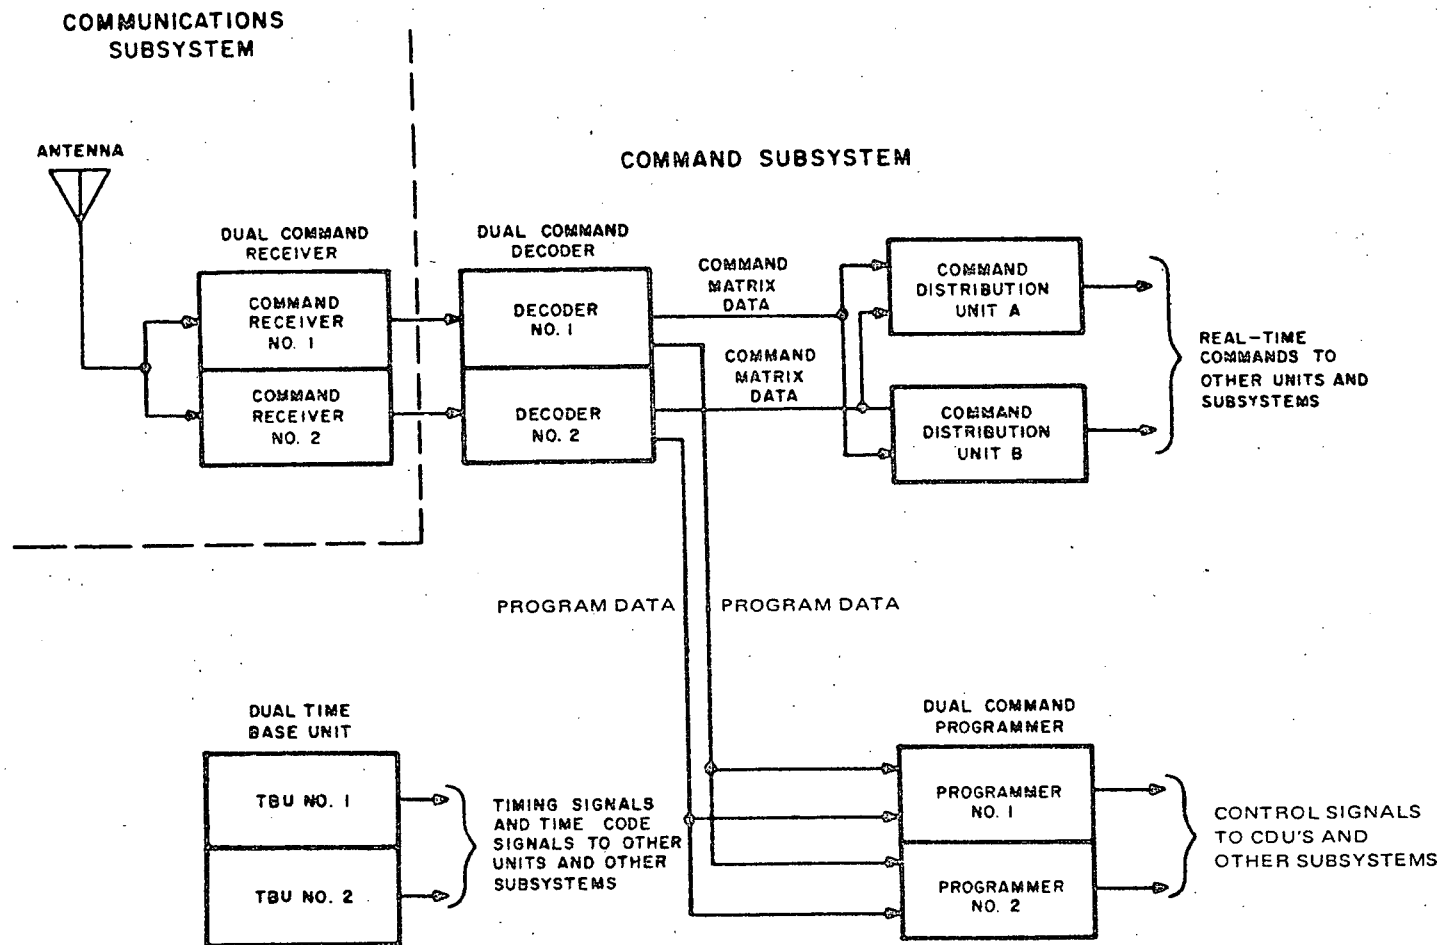 COMMUNICATIONS
SUBSYSTEM
ANTENNA
COMMAND SUBSYSTEM
DUAL COMMAND
RECEIVER
COMMAND
RECEIVER
NO. 1
COMMAND
RECEIVER
NO. 2
DUAL COMMAND
DECODER
DECODER
NO. 1
DECODER
NO. 2
COMMAND
MATRIX
DATA
COMMAND
MATRIX
DATA
COMMAND
DISTRIBUTION
UNIT A
COMMAND
DISTRIBUTION
UNIT B
REAL-TIME
COMMANDS TO
OTHER UNITS AND
SUBSYSTEMS
PROGRAM DATA
PROGRAM DATA
DUAL TIME
BASE UNIT
TBU NO. 1
TBU NO. 2
TIMING SIGNALS
AND TIME CODE
SIGNALS TO OTHER
UNITS AND OTHER
SUBSYSTEMS
DUAL COMMAND
PROGRAMMER
PROGRAMMER
NO. 1
PROGRAMMER
NO. 2
CONTROL SIGNALS
TO CDU'S AND
OTHER SUBSYSTEMS